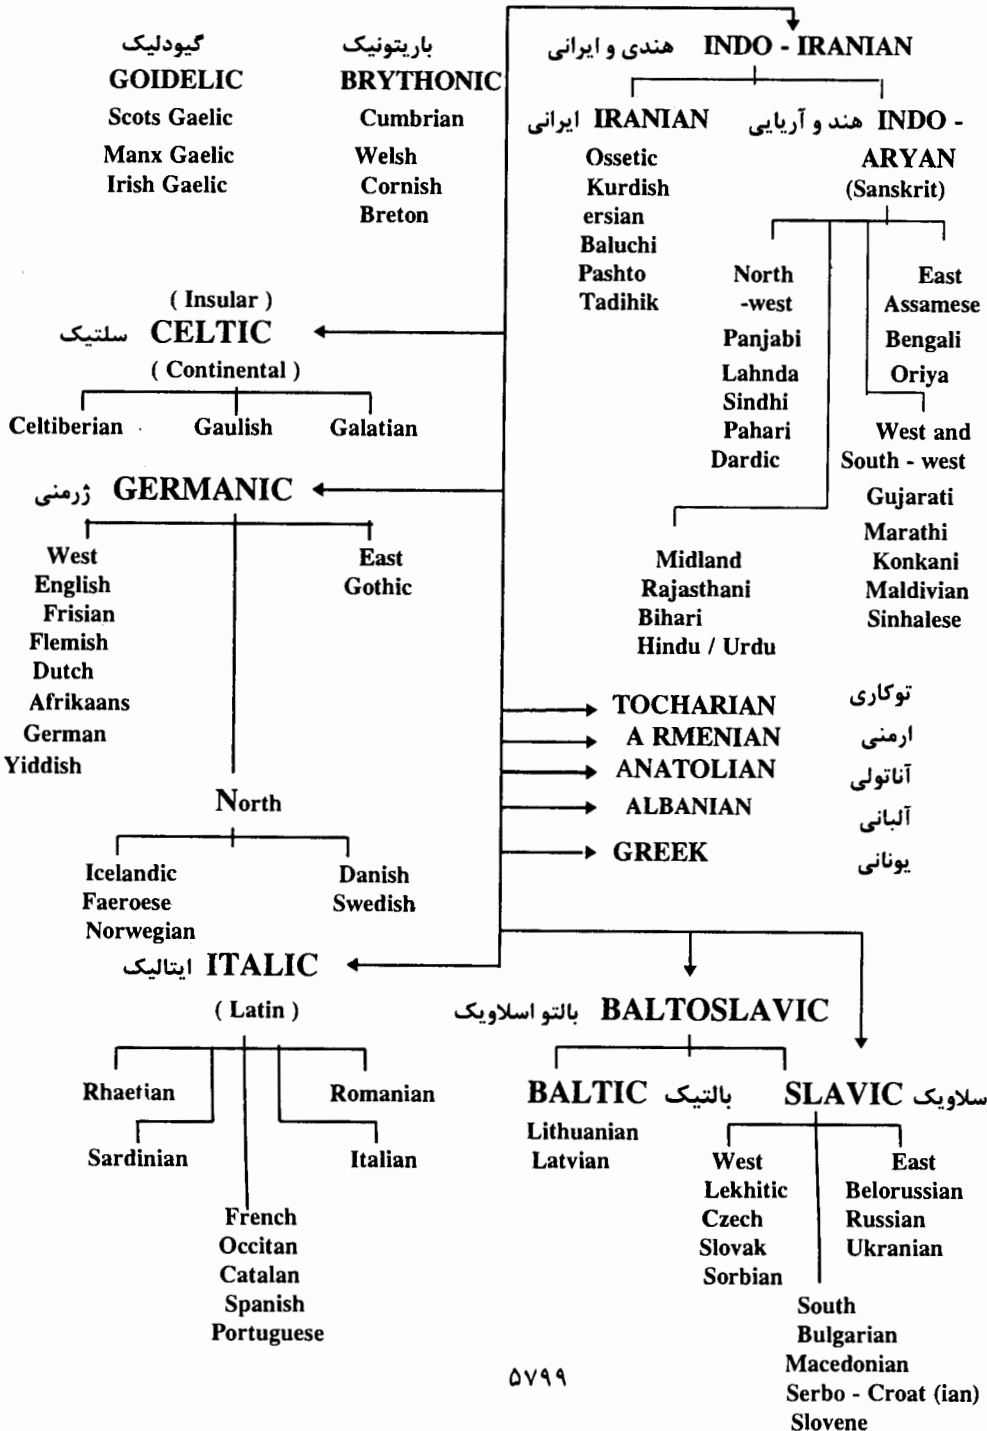 گیودلیک
GOIDELIC
Scots Gaelic
Manx Gaelic
Irish Gaelic
باریتونیک
BRYTHONIC
Cumbrian
Welsh
Cornish
Breton
هندی و ایرانی INDO - IRANIAN
ایرانی IRANIAN
Ossetic
Kurdish
ersian
Baluchi
Pashto
Tadihik
هند و آریایی INDO -
ARYAN
(Sanskrit)
North
-west
Panjabi
Lahnda
Sindhi
Pahari
Dardic
East
Assamese
Bengali
Oriya
West and
South - west
Gujarati
Marathi
Konkani
Maldivian
Sinhalese
Midland
Rajasthani
Bihari
Hindu / Urdu
( Insular )
سلتیک CELTIC
( Continental )
Celtiberian
Gaulish
Galatian
ژرمنی GERMANIC
West
English
Frisian
Flemish
Dutch
Afrikaans
German
Yiddish
East
Gothic
North
Icelandic
Faeroese
Norwegian
Danish
Swedish
TOCHARIAN توکاری
A RMENIAN ارمنی
ANATOLIAN آناتولی
ALBANIAN آلبانی
GREEK یونانی
ایتالیک ITALIC
( Latin )
Rhaetian
Romanian
Sardinian
Italian
French
Occitan
Catalan
Spanish
Portuguese
بالتو اسلاویک BALTOSLAVIC
BALTIC بالتیک
Lithuanian
Latvian
SLAVIC سلاویک
West
Lekhitic
Czech
Slovak
Sorbian
East
Belorussian
Russian
Ukranian
South
Bulgarian
Macedonian
Serbo - Croat (ian)
Slovene
۵۷۹۹